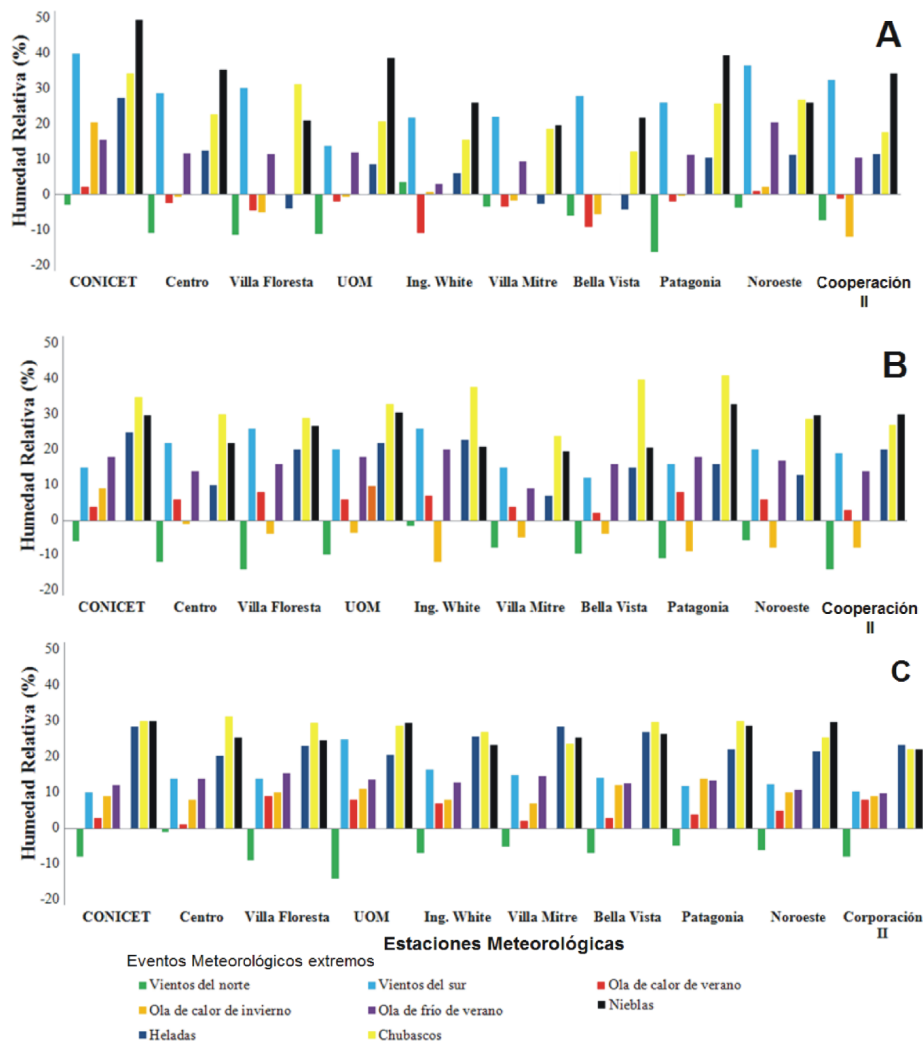 A
Humedad Relativa (%)
50
40
30
20
10
0
-10
-20
CONICET Centro Villa Floresta UOM Ing. White Villa Mitre Bella Vista Patagonia Noroeste Cooperación II
B
Humedad Relativa (%)
50
40
30
20
10
0
-10
-20
CONICET Centro Villa Floresta UOM Ing. White Villa Mitre Bella Vista Patagonia Noroeste Cooperación II
C
Humedad Relativa (%)
50
40
30
20
10
0
-10
-20
CONICET Centro Villa Floresta UOM Ing. White Villa Mitre Bella Vista Patagonia Noroeste Corporación II
Estaciones Meteorológicas
Eventos Meteorológicos extremos
Vientos del norte Vientos del sur Ola de calor de verano
Ola de calor de invierno Ola de frío de verano Nieblas
Heladas Chubascos